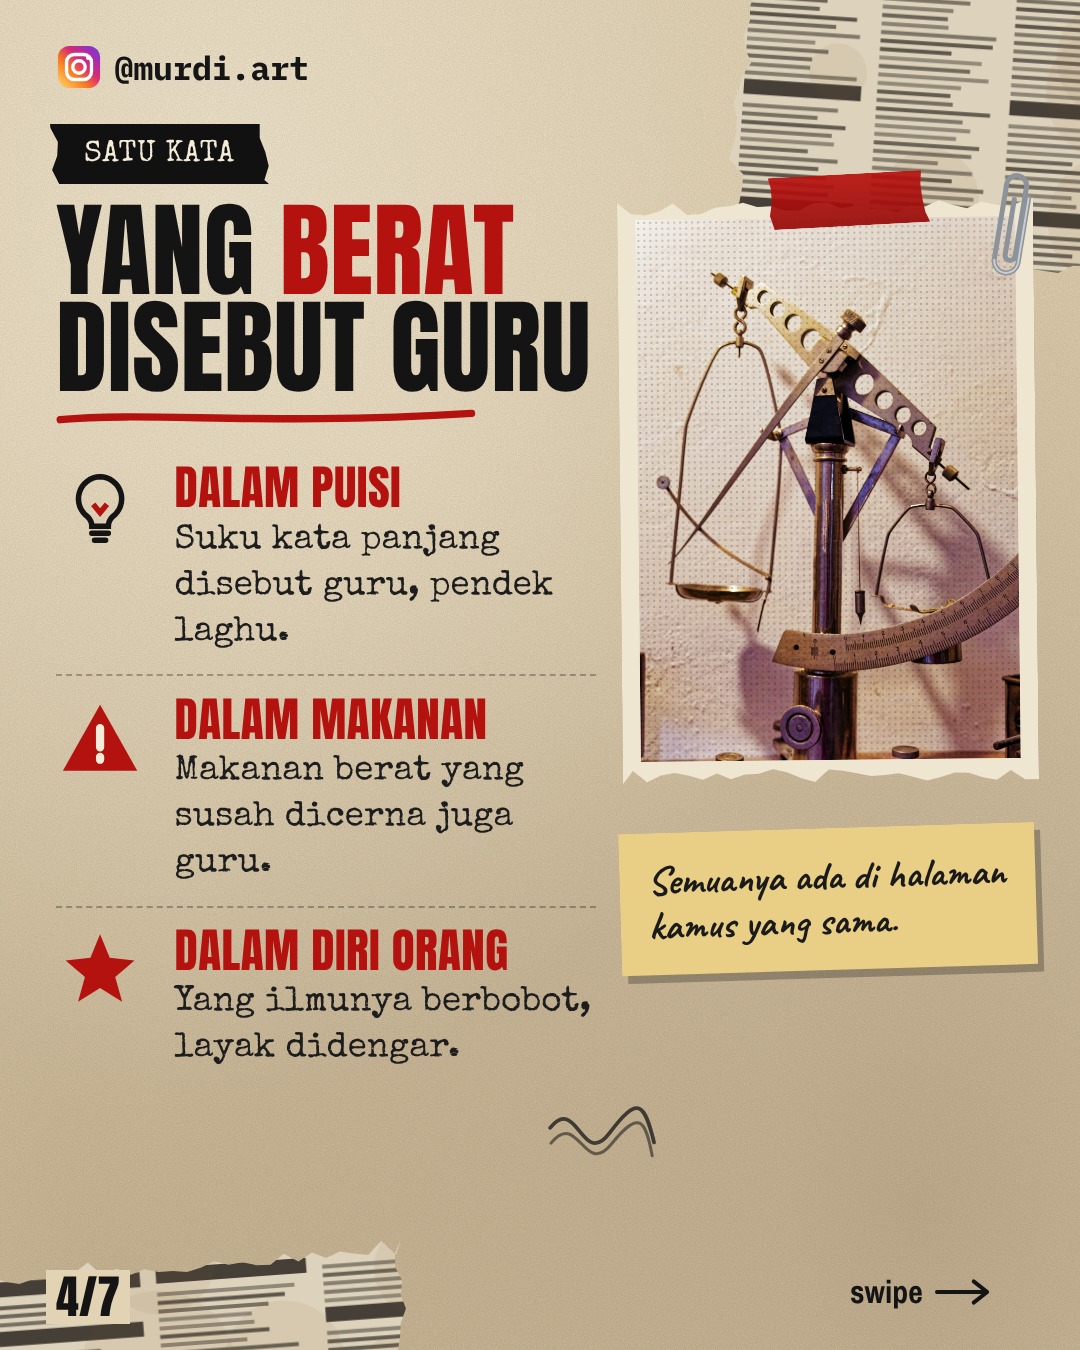 @murdi.art
SATU KATA
YANG BERAT
DISEBUT GURU
DALAM PUISI
Suku kata panjang
disebut guru, pendek
laghu.
DALAM MAKANAN
Makanan berat yang
susah dicerna juga
guru.
DALAM DIRI ORANG
Yang ilmunya berbobot,
layak didengar.
Semuanya ada di halaman
kamus yang sama.
4/7
swipe